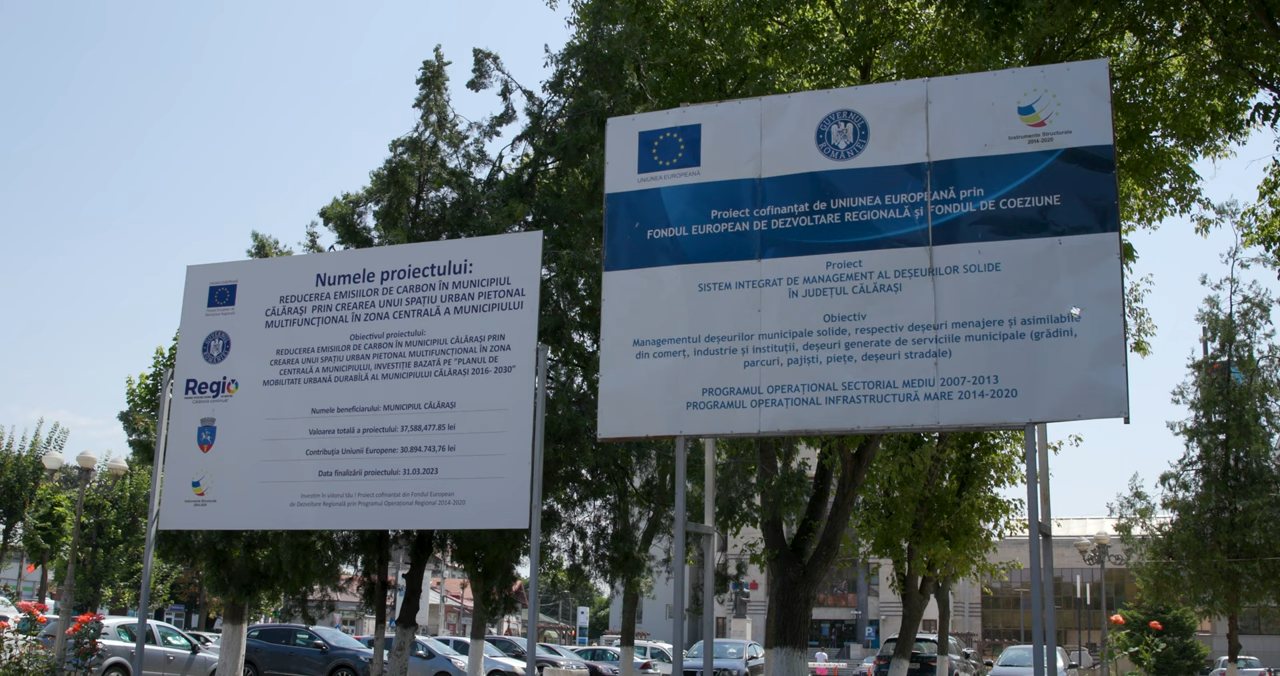 Numele proiectului:
REDUCEREA EMISIILOR DE CARBON ÎN MUNICIPIUL
CĂLĂRAȘI PRIN CREAREA UNUI SPAȚIU URBAN PIETONAL
MULTIFUNCȚIONAL ÎN ZONA CENTRALĂ A MUNICIPIULUI
Obiectivul proiectului:
REDUCEREA EMISIILOR DE CARBON ÎN MUNICIPIUL CĂLĂRAȘI PRIN
CREAREA UNUI SPAȚIU URBAN PIETONAL MULTIFUNCȚIONAL ÎN ZONA
CENTRALĂ A MUNICIPIULUI, INVESTIȚIE BAZATĂ PE "PLANUL DE
MOBILITATE URBANĂ DURABILĂ AL MUNICIPIULUI CĂLĂRAȘI 2016- 2030"
Numele beneficiarului: MUNICIPIUL CĂLĂRAȘI
Valoarea totală a proiectului: 37,588,477.85 lei
Contribuția Uniunii Europene: 30.894.743,76 lei
Data finalizării proiectului: 31.03.2023
Investim în viitorul tău ! Proiect cofinanțat din Fondul European
de Dezvoltare Regională prin Programul Operațional Regional 2014-2020
Regio
UNIUNEA EUROPEANĂ
GUVERNUL ROMÂNIEI
Instrumente Structurale
2014-2020
Proiect cofinanțat de UNIUNEA EUROPEANĂ prin
FONDUL EUROPEAN DE DEZVOLTARE REGIONALĂ și FONDUL DE COEZIUNE
Proiect
SISTEM INTEGRAT DE MANAGEMENT AL DEȘEURILOR SOLIDE
ÎN JUDEȚUL CĂLĂRAȘI
Obiectiv
Managementul deșeurilor municipale solide, respectiv deșeuri menajere și asimilabile
din comerț, industrie și instituții, deșeuri generate de serviciile municipale (grădini,
parcuri, pajiști, piețe, deșeuri stradale)
PROGRAMUL OPERAȚIONAL SECTORIAL MEDIU 2007-2013
PROGRAMUL OPERAȚIONAL INFRASTRUCTURĂ MARE 2014-2020